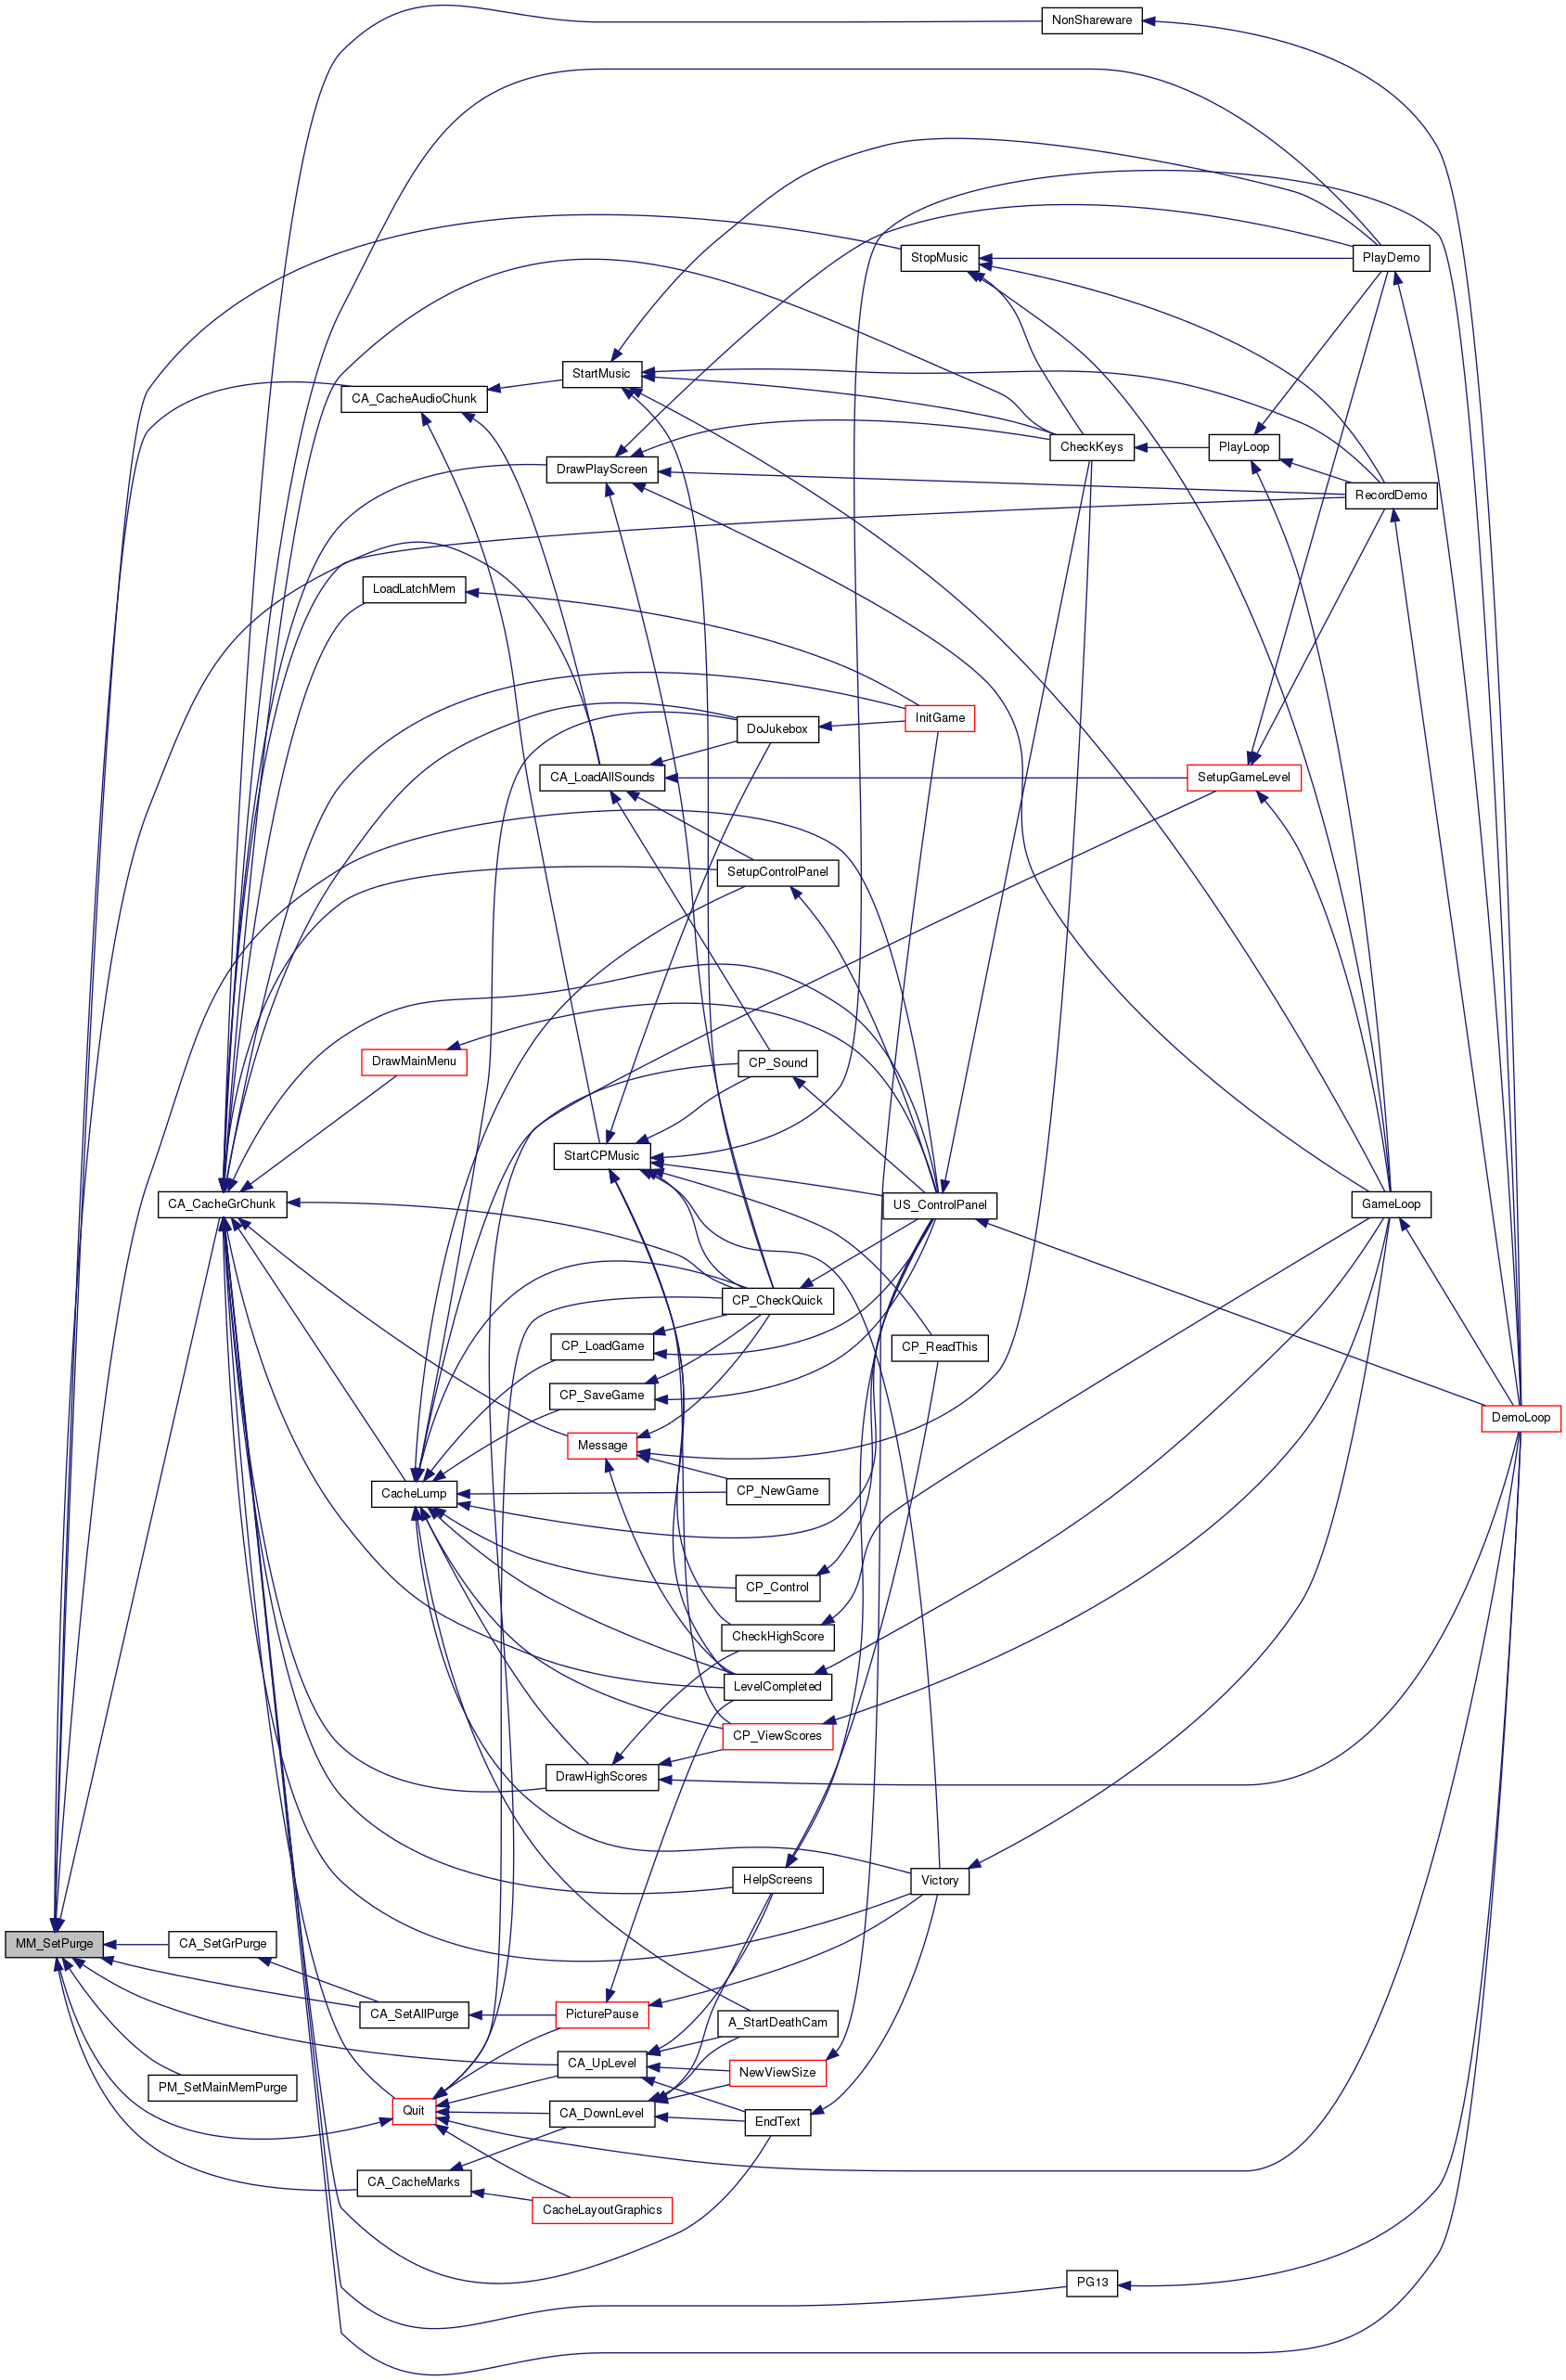 NonShareware
StopMusic
PlayDemo
StartMusic
CA_CacheAudioChunk
CheckKeys
PlayLoop
DrawPlayScreen
RecordDemo
LoadLatchMem
InitGame
DoJukebox
CA_LoadAllSounds
SetupGameLevel
SetupControlPanel
DrawMainMenu
CP_Sound
StartCPMusic
CA_CacheGrChunk
US_ControlPanel
GameLoop
CP_CheckQuick
CP_LoadGame
CP_ReadThis
CP_SaveGame
DemoLoop
Message
CacheLump
CP_NewGame
CP_Control
CheckHighScore
LevelCompleted
CP_ViewScores
DrawHighScores
HelpScreens
Victory
MM_SetPurge
CA_SetGrPurge
CA_SetAllPurge
PicturePause
A_StartDeathCam
CA_UpLevel
NewViewSize
PM_SetMainMemPurge
Quit
CA_DownLevel
EndText
CA_CacheMarks
CacheLayoutGraphics
PG13